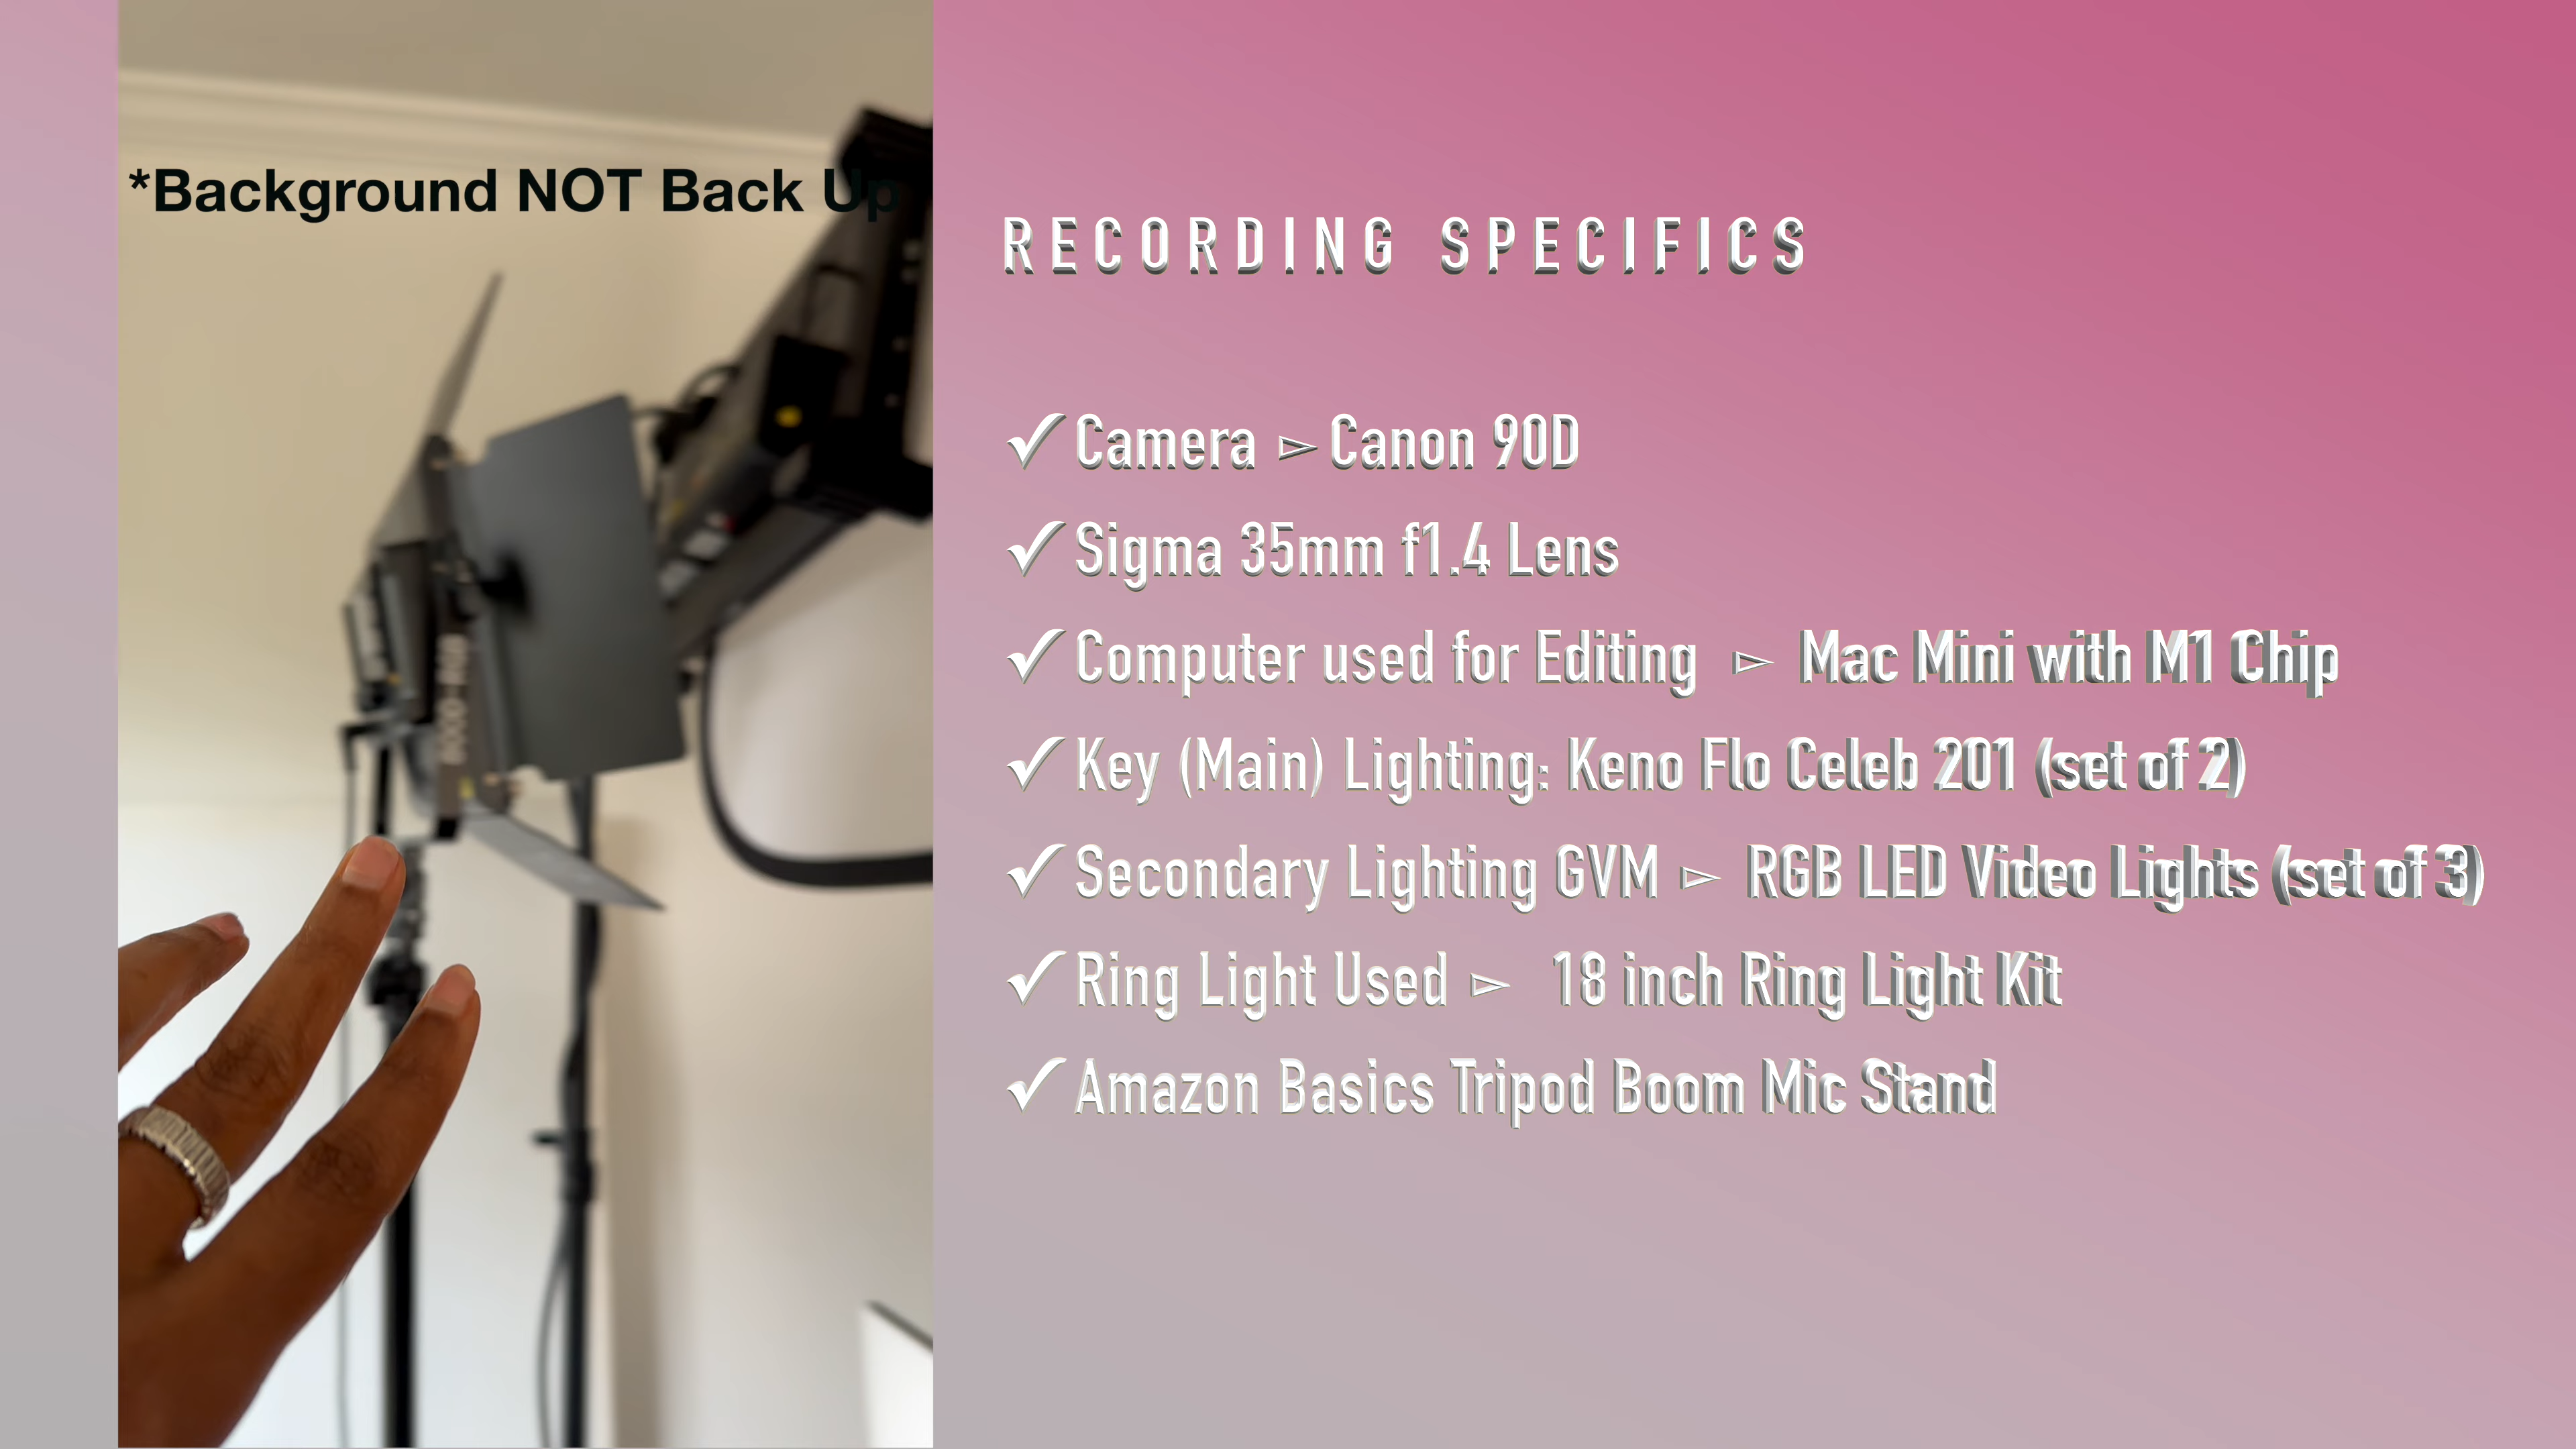 *Background NOT Back Up
RECORDING SPECIFICS
✓ Camera ➢ Canon 90D
✓ Sigma 35mm f1.4 Lens
✓ Computer used for Editing ➢ Mac Mini with M1 Chip
✓ Key (Main) Lighting: Keno Flo Celeb 201 (set of 2)
✓ Secondary Lighting GVM ➢ RGB LED Video Lights (set of 3)
✓ Ring Light Used ➢ 18 inch Ring Light Kit
✓ Amazon Basics Tripod Boom Mic Stand